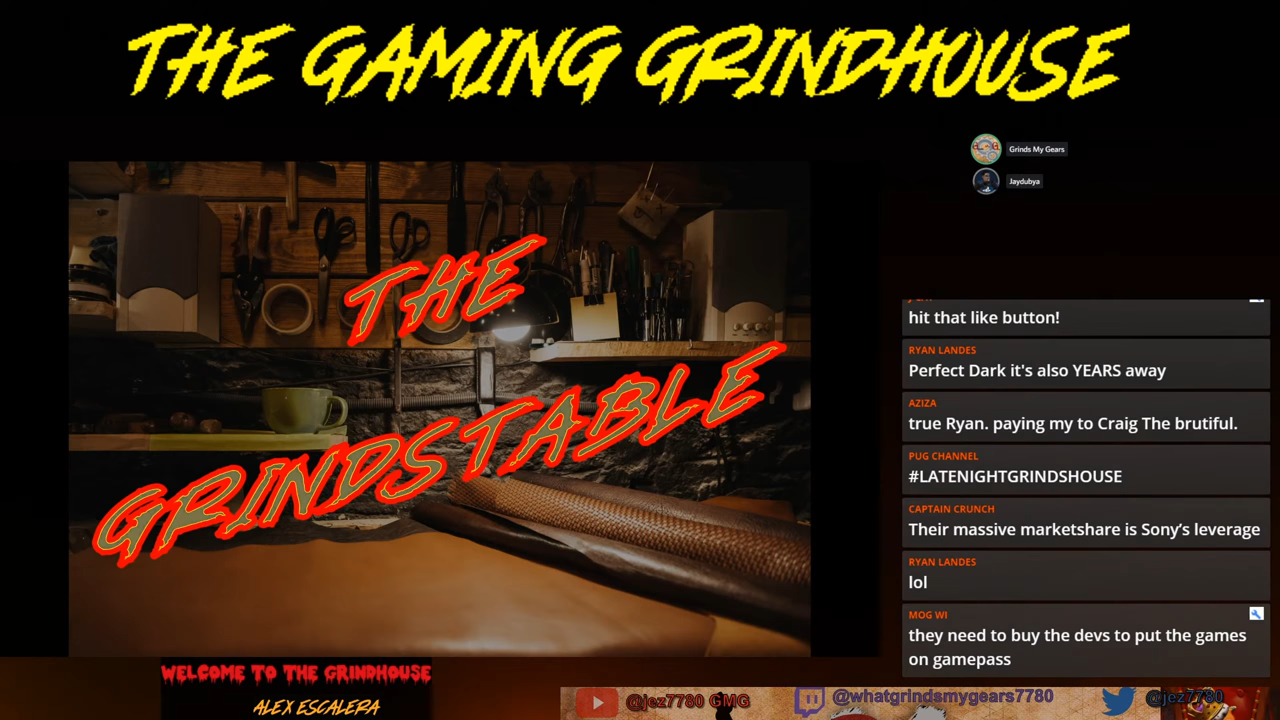 THE GAMING GRINDHOUSE
Grinds My Gears
Jaydubya
THE
GRINDSTABLE
hit that like button!
RYAN LANDES
Perfect Dark it's also YEARS away
AZIZA
true Ryan. paying my to Craig The brutiful.
PUG CHANNEL
#LATENIGHTGRINDSHOUSE
CAPTAIN CRUNCH
Their massive marketshare is Sony’s leverage
RYAN LANDES
lol
MOG WI
they need to buy the devs to put the games
on gamepass
WELCOME TO THE GRINDHOUSE
ALEX ESCALERA
@jez7780 GMG
@whatgrindsmygears7780
@jez7780